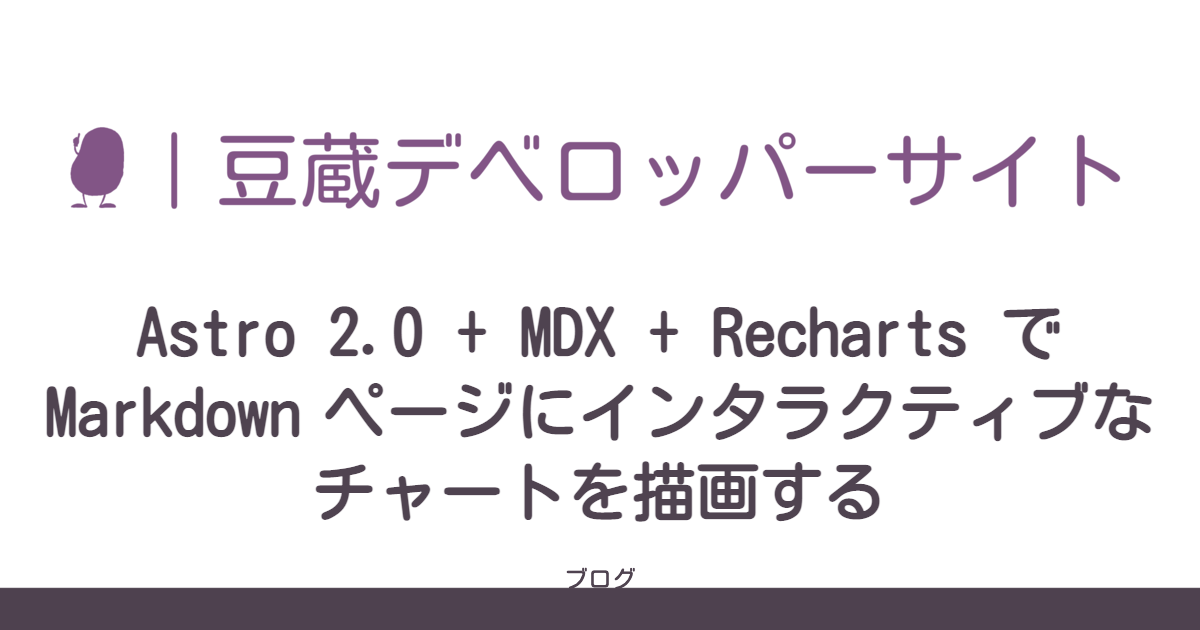 ｜豆蔵デベロッパーサイト
Astro 2.0 + MDX + Recharts で
Markdown ページにインタラクティブな
チャートを描画する
ブログ